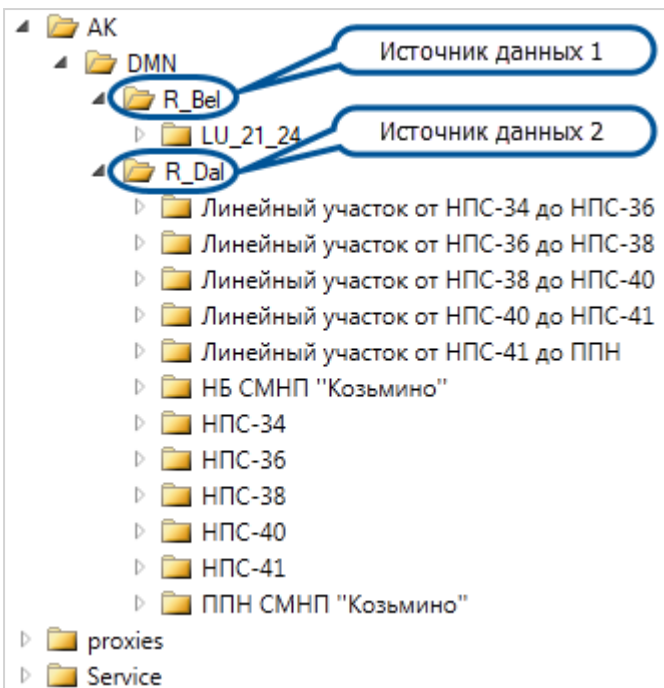 AK
Источник данных 1
DMN
R_Bel
LU_21_24
Источник данных 2
R_Dal
Линейный участок от НПС-34 до НПС-36
Линейный участок от НПС-36 до НПС-38
Линейный участок от НПС-38 до НПС-40
Линейный участок от НПС-40 до НПС-41
Линейный участок от НПС-41 до ППН
НБ СМНП "Козьмино"
НПС-34
НПС-36
НПС-38
НПС-40
НПС-41
ППН СМНП "Козьмино"
proxies
Service